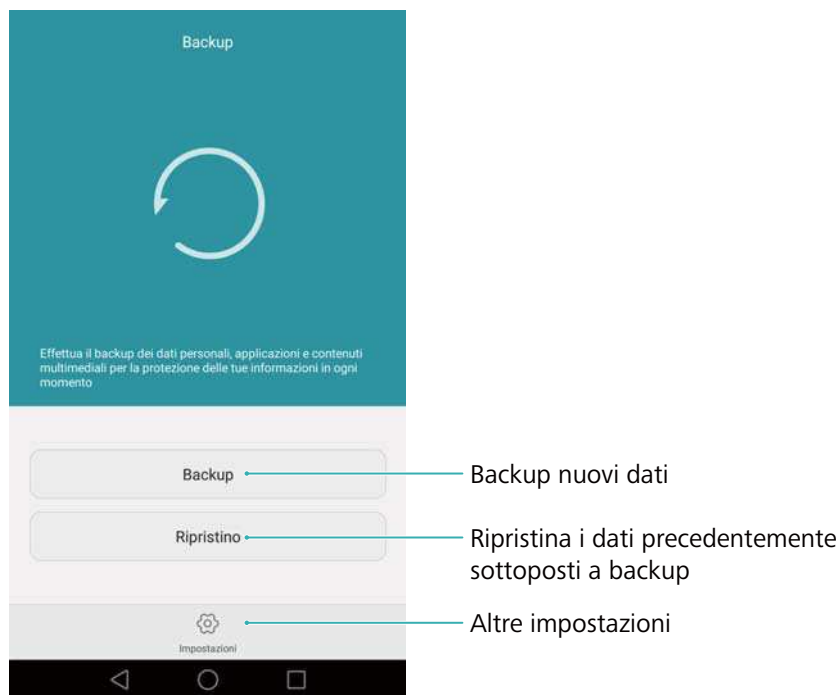 Backup
Effettua il backup dei dati personali, applicazioni e contenuti
multimediali per la protezione delle tue informazioni in ogni
momento
Backup
Backup nuovi dati
Ripristino
Ripristina i dati precedentemente
sottoposti a backup
Altre impostazioni
Impostazioni